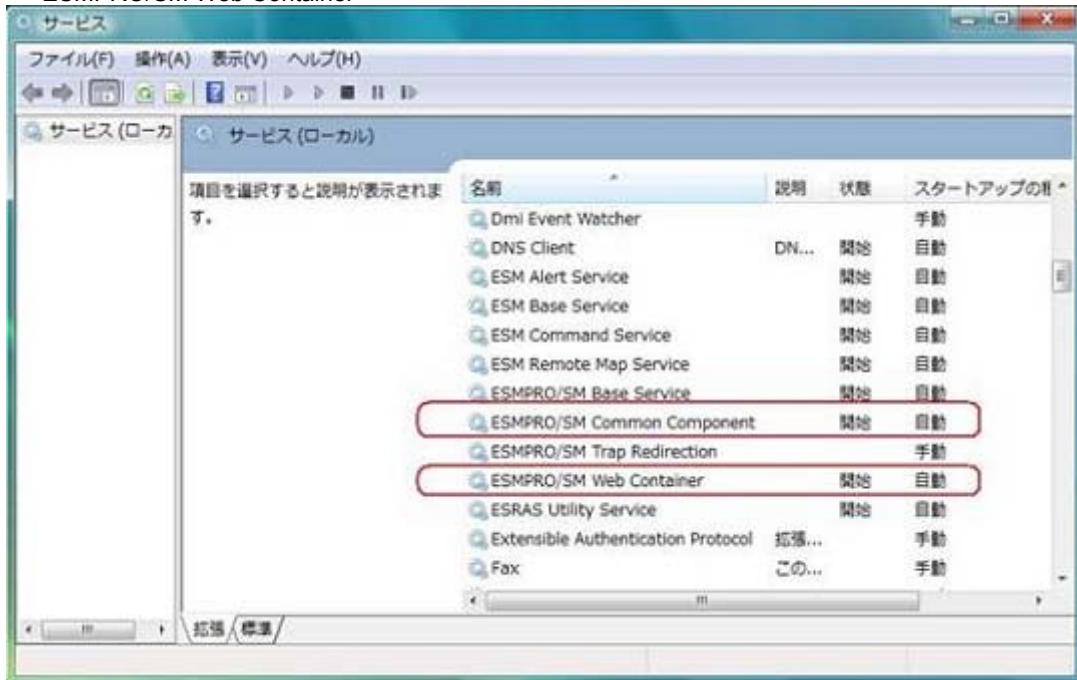 ESMPRO/SM Web Container
サービス
ファイル(F) 操作(A) 表示(V) ヘルプ(H)
サービス (ローカ
サービス (ローカル)
項目を選択すると説明が表示されま
す。
名前 説明 状態 スタートアップの種
Dmi Event Watcher 手動
DNS Client DN... 開始 自動
ESM Alert Service 開始 自動
ESM Base Service 開始 自動
ESM Command Service 開始 自動
ESM Remote Map Service 開始 自動
ESMPRO/SM Base Service 開始 自動
ESMPRO/SM Common Component 開始 自動
ESMPRO/SM Trap Redirection 手動
ESMPRO/SM Web Container 開始 自動
ESRAS Utility Service 開始 自動
Extensible Authentication Protocol 拡張... 手動
Fax この... 手動
拡張 標準